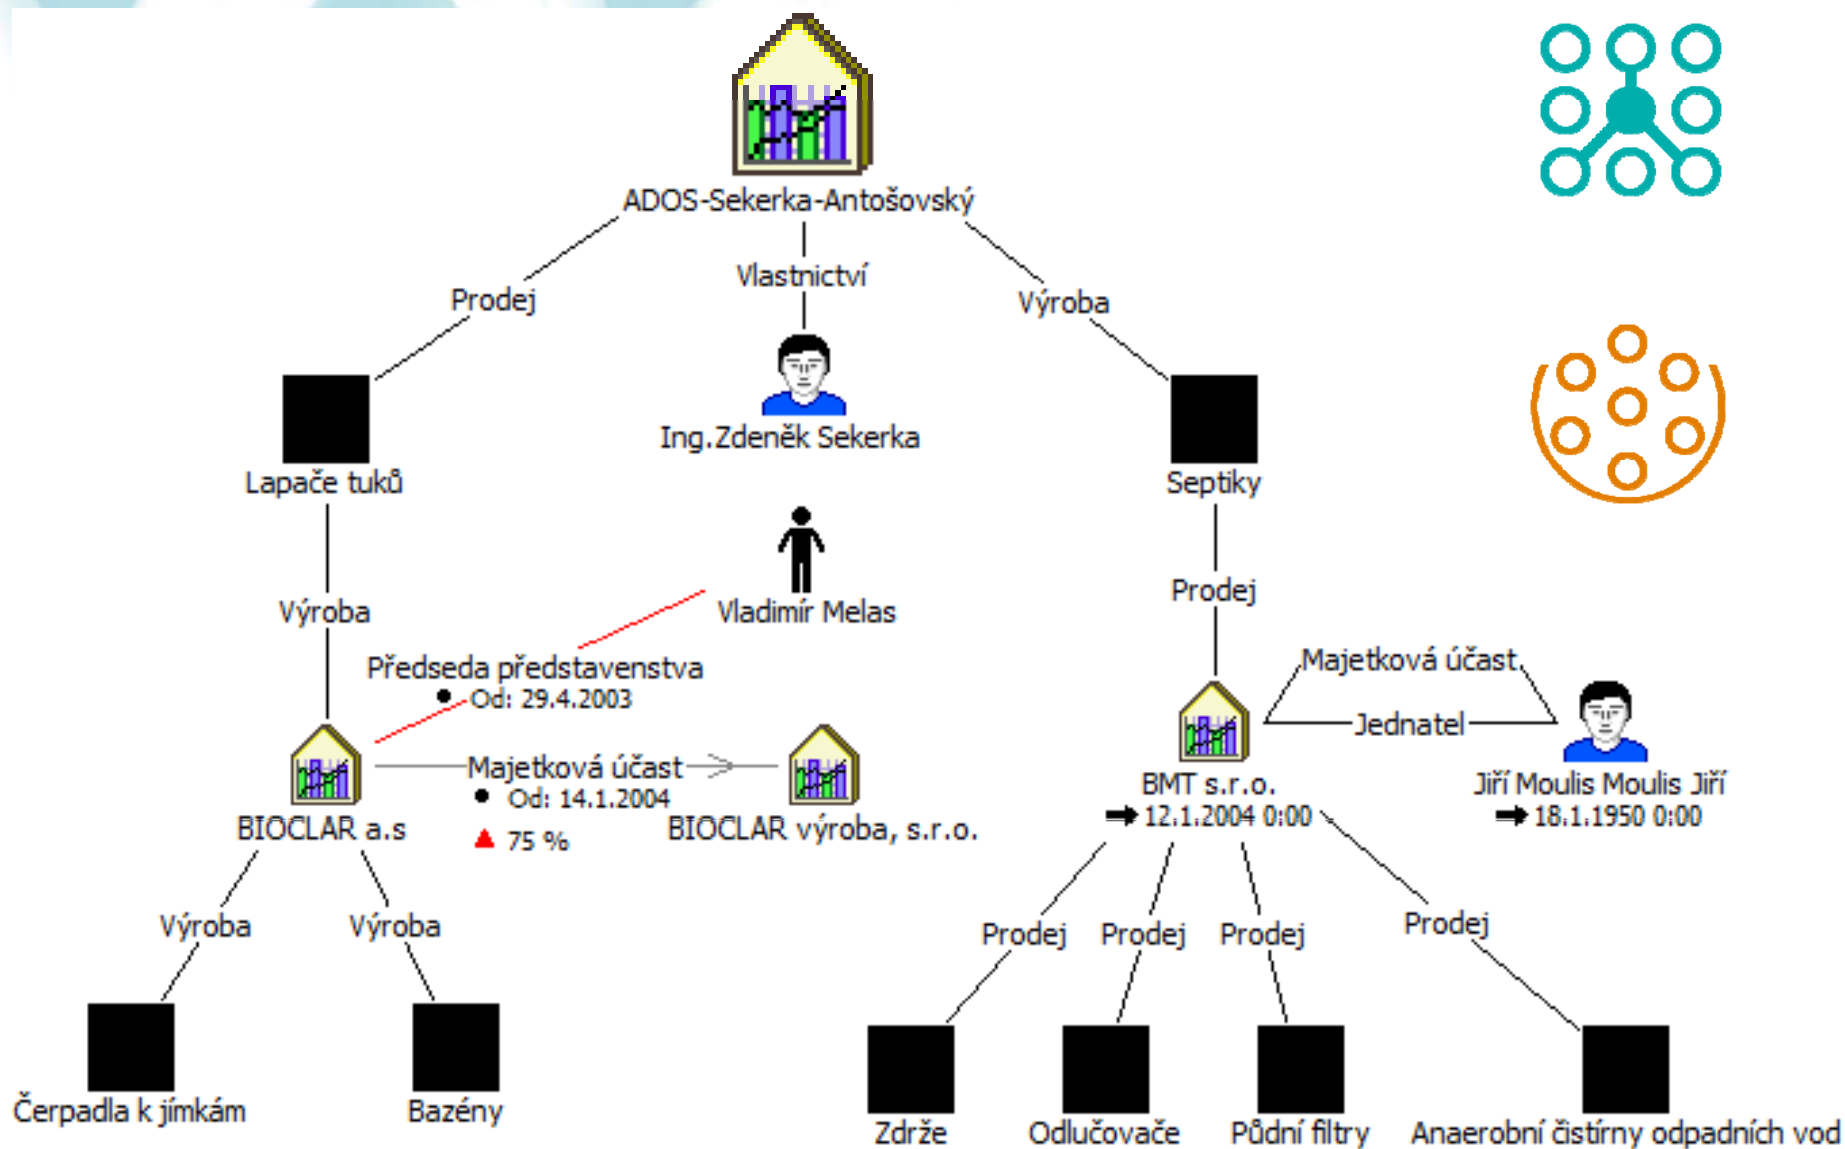 ADOS-Sekerka-Antošovský
Vlastnictví
Prodej
Výroba
Ing.Zdeněk Sekerka
Lapače tuků
Septiky
Prodej
Výroba
Vladimír Melas
Předseda představenstva
Od: 29.4.2003
Majetková účast
Jednatel
Majetková účast
Od: 14.1.2004
75 %
BIOCLAR a.s
BIOCLAR výroba, s.r.o.
BMT s.r.o.
12.1.2004 0:00
Jiří Moulis Moulis Jiří
18.1.1950 0:00
Výroba
Výroba
Prodej
Prodej
Prodej
Prodej
Čerpadla k jímkám
Bazény
Zdrže
Odlučovače
Půdní filtry
Anaerobní čistírny odpadních vod